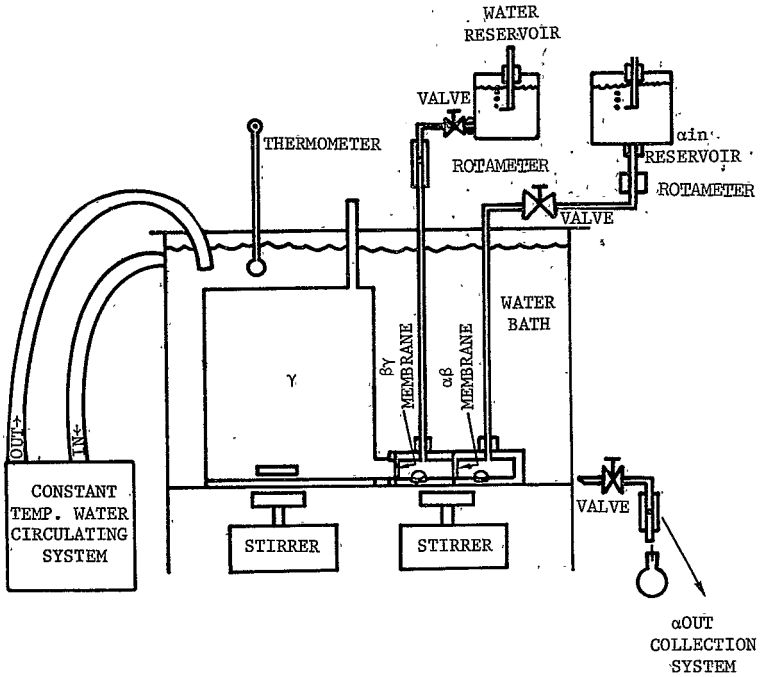 WATER
RESERVOIR
VALVE
THERMOMETER
ROTAMETER
αin
RESERVOIR
ROTAMETER
VALVE
WATER
BATH
βγ
MEMBRANE
αβ
MEMBRANE
γ
OUT→
IN←
CONSTANT
TEMP. WATER
CIRCULATING
SYSTEM
STIRRER
STIRRER
VALVE
αOUT
COLLECTION
SYSTEM